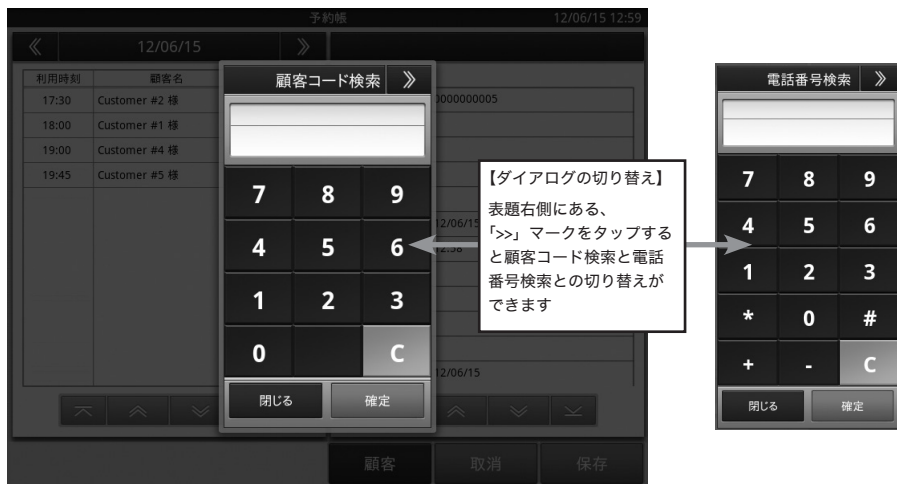 予約帳 12/06/15 12:59
《 12/06/15 》
利用時刻 顧客名
17:30 Customer #2 様
18:00 Customer #1 様
19:00 Customer #4 様
19:45 Customer #5 様
0000000005
12/06/15
12:58
12/06/15
顧客コード検索 》
7 8 9
4 5 6
1 2 3
0 C
閉じる 確定
【ダイアログの切り替え】
表題右側にある、
「>>」マークをタップする
と顧客コード検索と電話
番号検索との切り替えが
できます
電話番号検索 》
7 8 9
4 5 6
1 2 3
* 0 #
+ - C
閉じる 確定
顧客 取消 保存